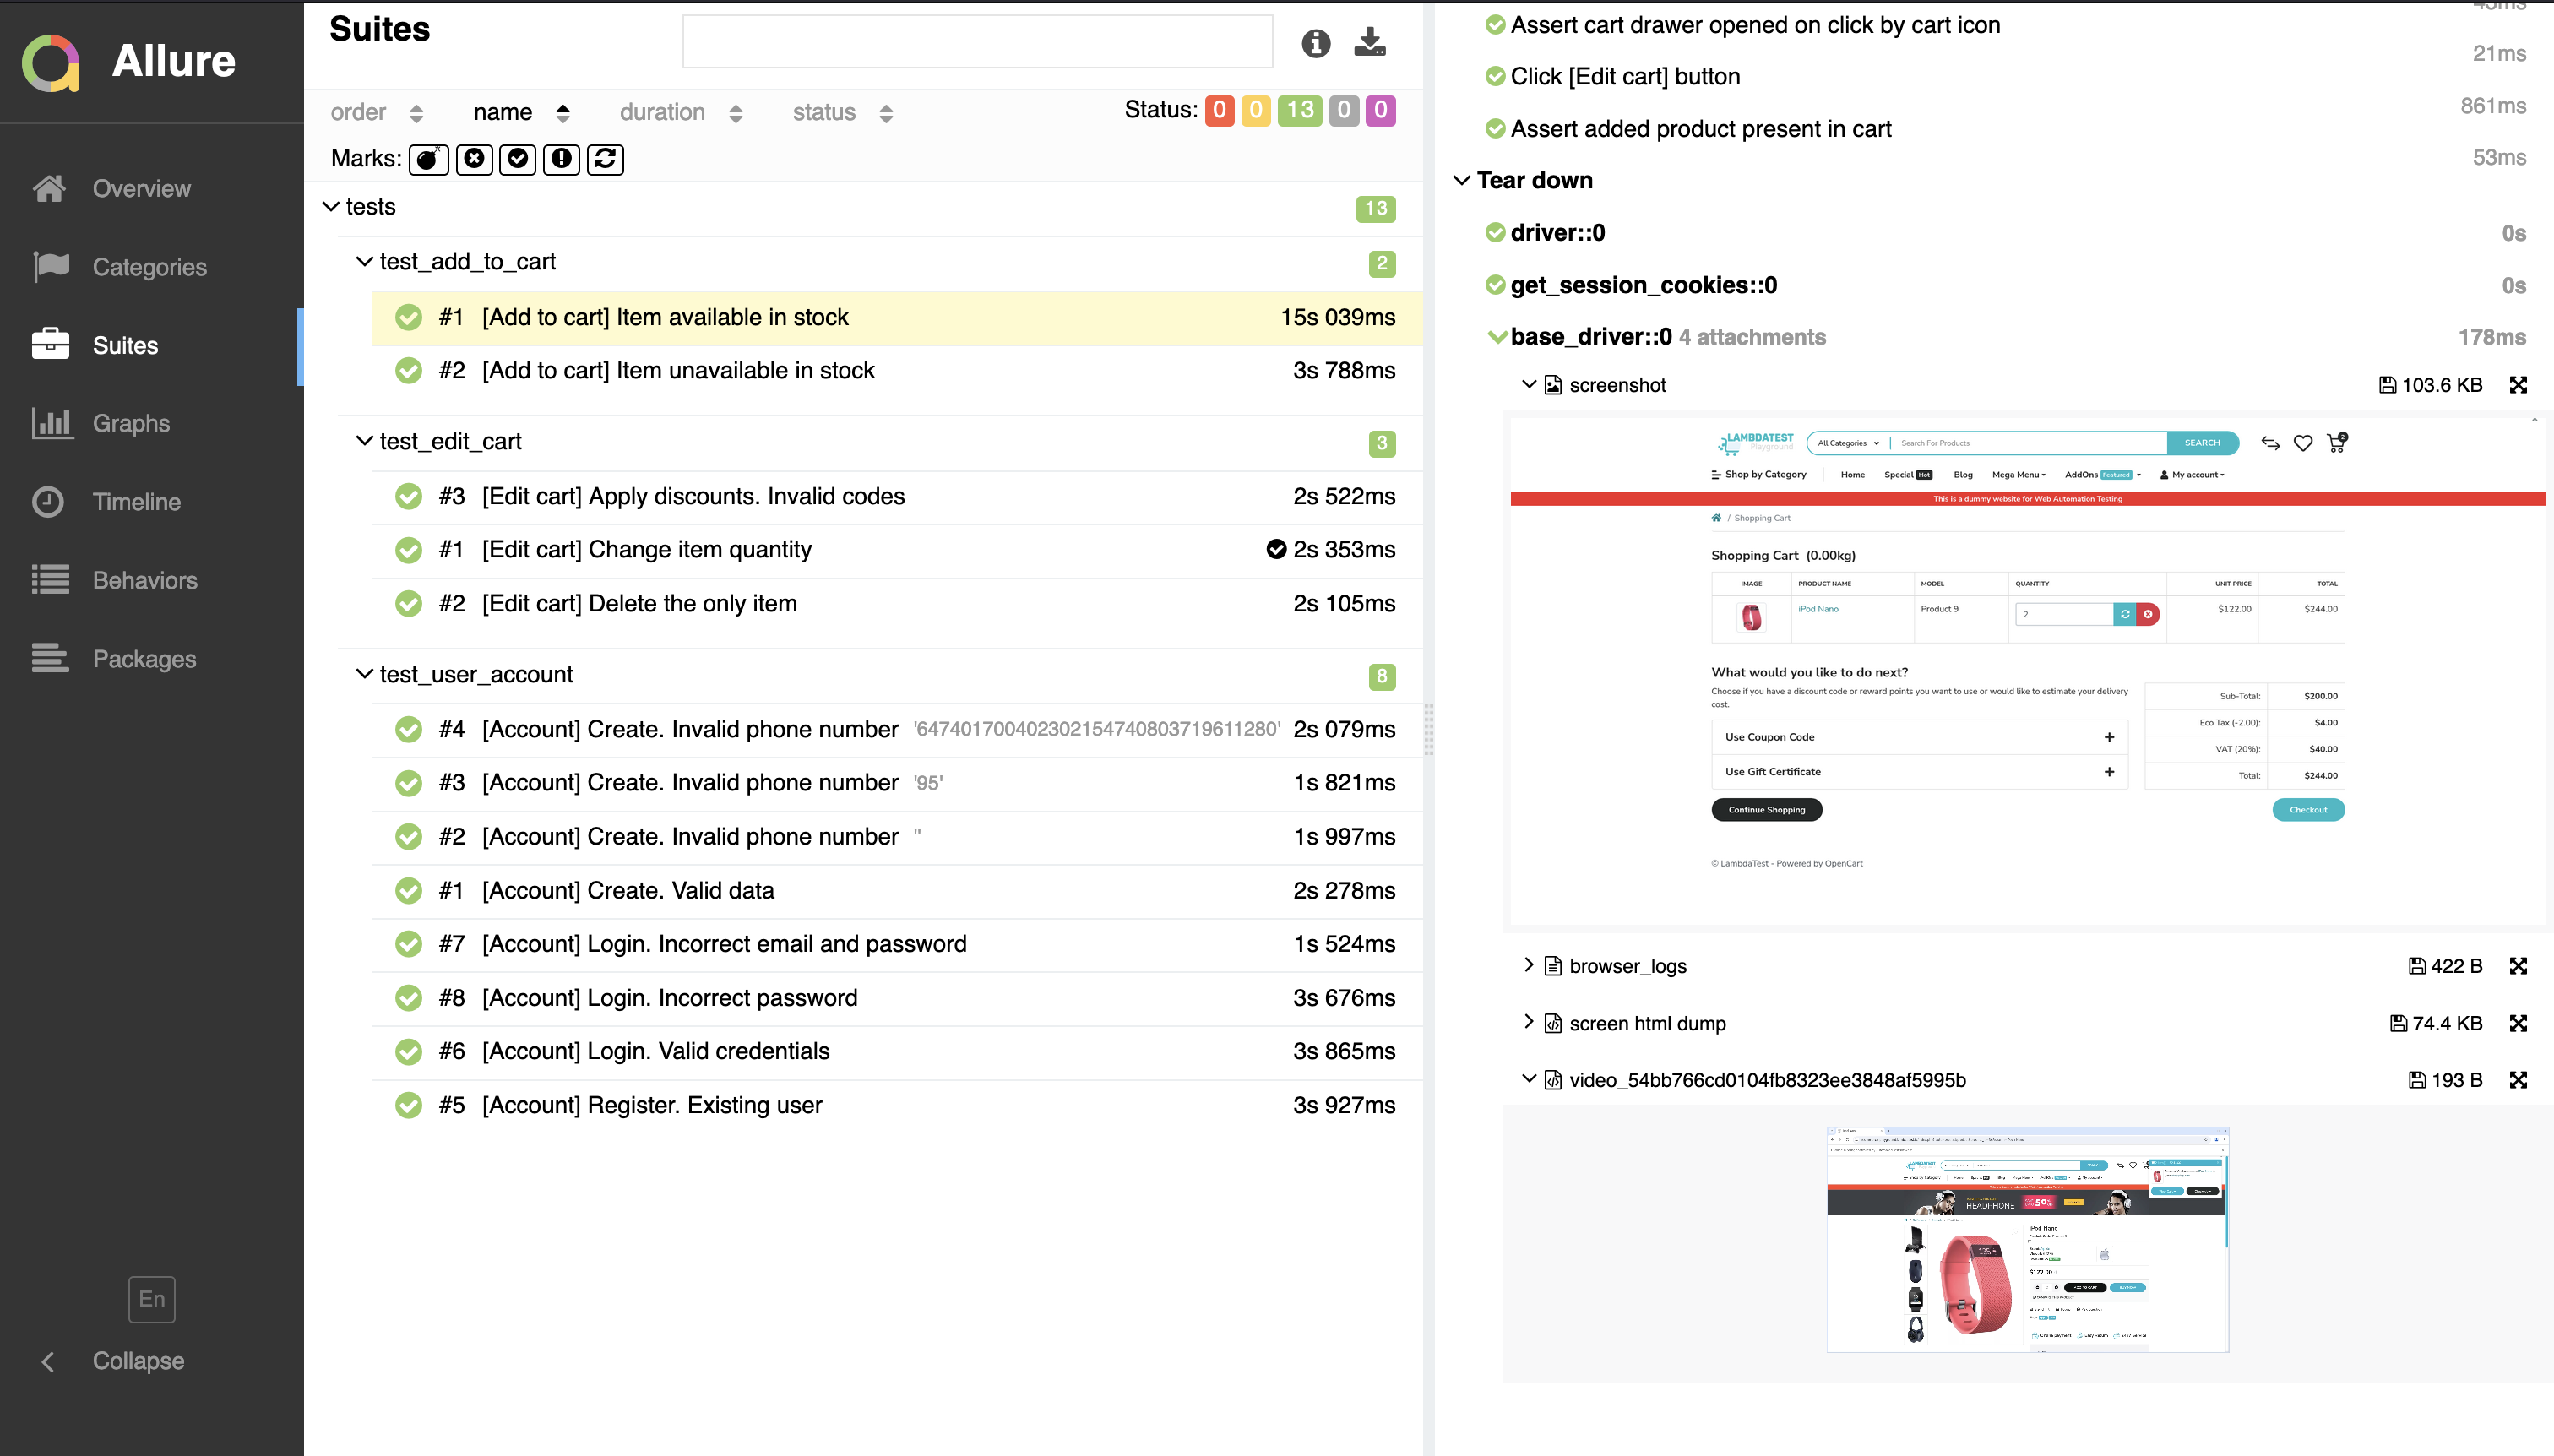 Allure
Overview
Categories
Suites
Graphs
Timeline
Behaviors
Packages
En
Collapse
Suites
order name duration status
Status: 0 0 13 0 0
Marks:
tests 13
test_add_to_cart 2
#1 [Add to cart] Item available in stock 15s 039ms
#2 [Add to cart] Item unavailable in stock 3s 788ms
test_edit_cart 3
#3 [Edit cart] Apply discounts. Invalid codes 2s 522ms
#1 [Edit cart] Change item quantity 2s 353ms
#2 [Edit cart] Delete the only item 2s 105ms
test_user_account 8
#4 [Account] Create. Invalid phone number '64740170040230215474080371961​1280' 2s 079ms
#3 [Account] Create. Invalid phone number '95' 1s 821ms
#2 [Account] Create. Invalid phone number '' 1s 997ms
#1 [Account] Create. Valid data 2s 278ms
#7 [Account] Login. Incorrect email and password 1s 524ms
#8 [Account] Login. Incorrect password 3s 676ms
#6 [Account] Login. Valid credentials 3s 865ms
#5 [Account] Register. Existing user 3s 927ms
43ms
Assert cart drawer opened on click by cart icon
21ms
Click [Edit cart] button
861ms
Assert added product present in cart
53ms
Tear down
driver::0 0s
get_session_cookies::0 0s
base_driver::0 4 attachments 178ms
screenshot 103.6 KB
LAMBDATEST
Playground
All Categories Search For Products SEARCH 2
Shop by Category Home Special Hot Blog Mega Menu AddOns Featured My account
This is a dummy website for Web Automation Testing
/ Shopping Cart
Shopping Cart (0.00kg)
IMAGE PRODUCT NAME MODEL QUANTITY UNIT PRICE TOTAL
iPod Nano Product 9 2 $122.00 $244.00
What would you like to do next?
Choose if you have a discount code or reward points you want to use or would like to estimate your delivery
cost.
Sub-Total: $200.00
Eco Tax (-2.00): $4.00
VAT (20%): $40.00
Total: $244.00
Use Coupon Code
Use Gift Certificate
Continue Shopping
Checkout
© LambdaTest - Powered by OpenCart
browser_logs 422 B
screen html dump 74.4 KB
video_54bb766cd0104fb8323ee3848af5995b 193 B
HEADPHONE 50%
iPod Nano
135
$122.00
ADD TO CART